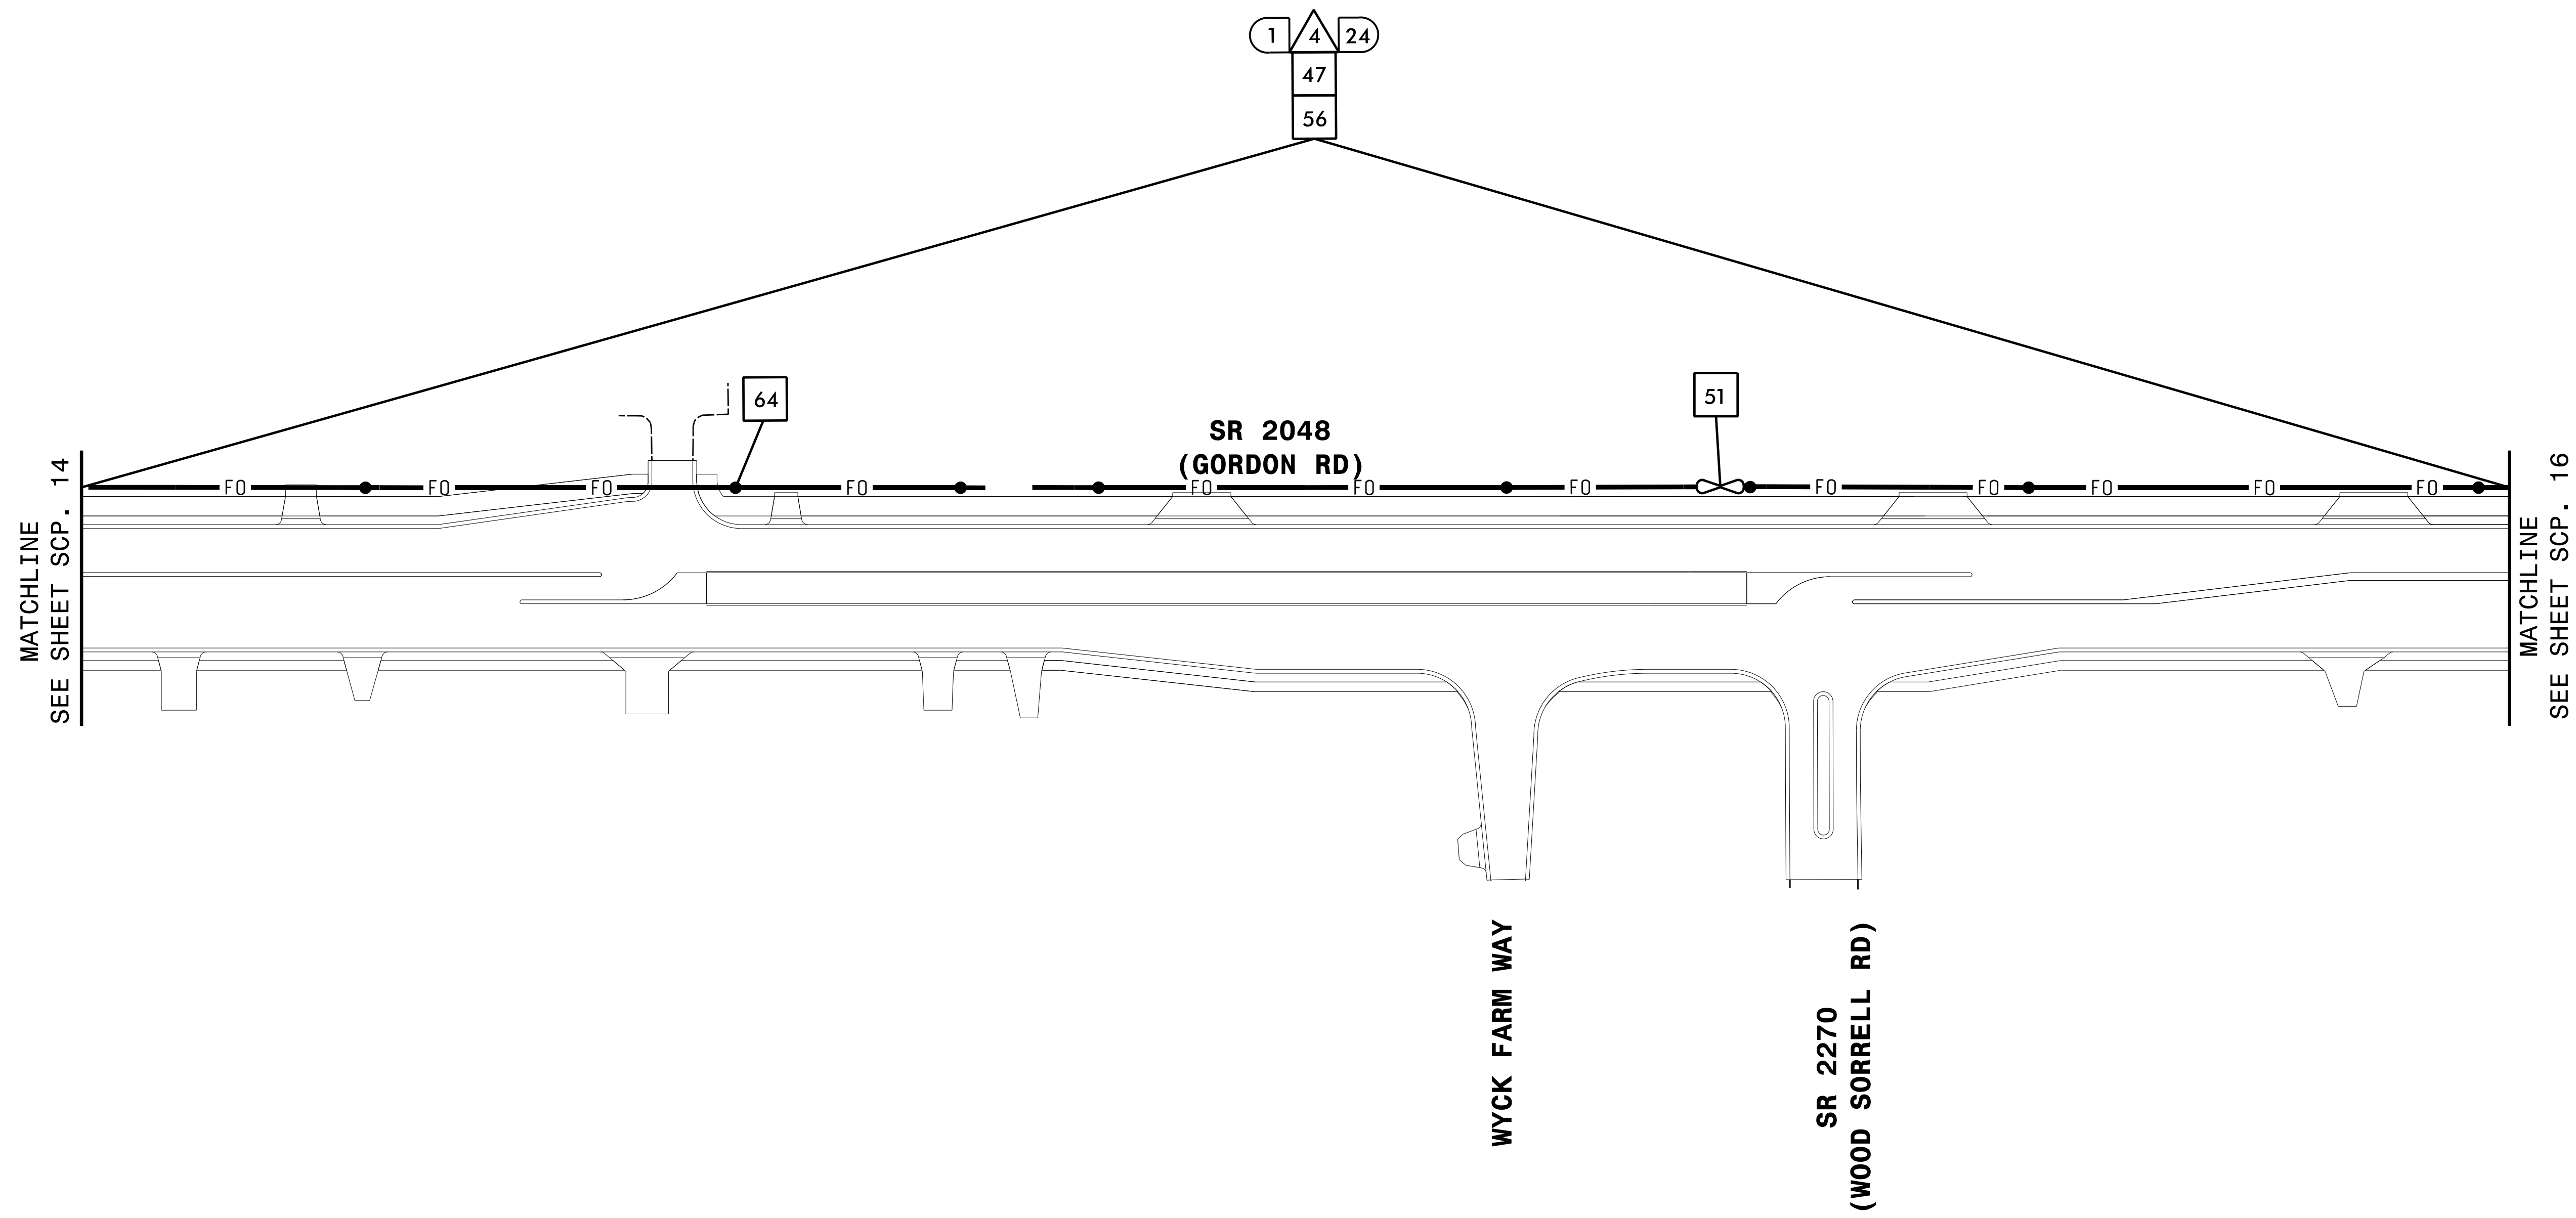 1 4 24
47
56
64
51
SR 2048
(GORDON RD)
MATCHLINE
SEE SHEET SCP. 14
FO FO FO FO FO FO FO FO FO FO FO FO
MATCHLINE
SEE SHEET SCP. 16
WYCK FARM WAY
SR 2270
(WOOD SORRELL RD)